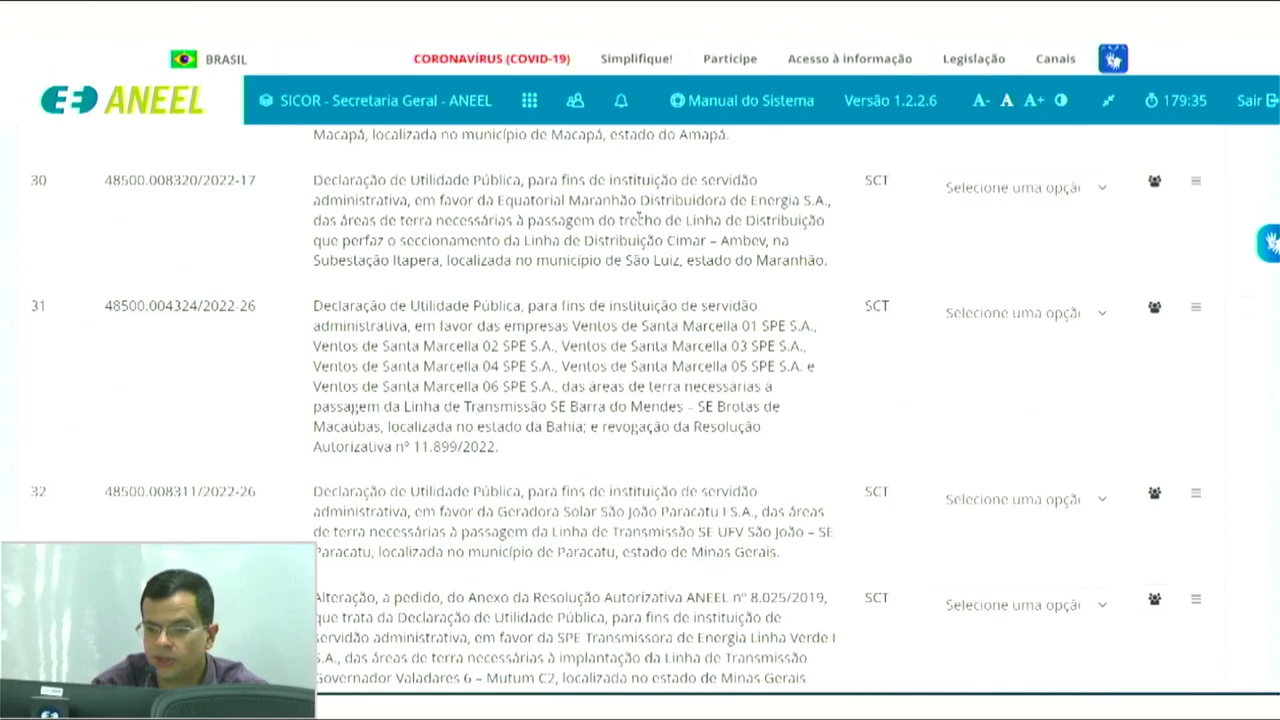 BRASIL
CORONAVÍRUS (COVID-19) Simplifique! Participe Acesso à informação Legislação Canais
ANEEL
SICOR - Secretaria Geral - ANEEL Manual do Sistema Versão 1.2.2.6 A- A A+ 179:35 Sair
Macapá, localizada no município de Macapá, estado do Amapá.
30 48500.008320/2022-17 Declaração de Utilidade Pública, para fins de instituição de servidão SCT Selecione uma opçã
administrativa, em favor da Equatorial Maranhão Distribuidora de Energia S.A.,
das áreas de terra necessárias à passagem do trecho de Linha de Distribuição
que perfaz o seccionamento da Linha de Distribuição Cimar – Ambev, na
Subestação Itapera, localizada no município de São Luiz, estado do Maranhão.
31 48500.004324/2022-26 Declaração de Utilidade Pública, para fins de instituição de servidão SCT Selecione uma opçã
administrativa, em favor das empresas Ventos de Santa Marcella 01 SPE S.A.,
Ventos de Santa Marcella 02 SPE S.A., Ventos de Santa Marcella 03 SPE S.A.,
Ventos de Santa Marcella 04 SPE S.A., Ventos de Santa Marcella 05 SPE S.A. e
Ventos de Santa Marcella 06 SPE S.A., das áreas de terra necessárias à
passagem da Linha de Transmissão SE Barra do Mendes – SE Brotas de
Macaúbas, localizada no estado da Bahia; e revogação da Resolução
Autorizativa nº 11.899/2022.
32 48500.008311/2022-26 Declaração de Utilidade Pública, para fins de instituição de servidão SCT Selecione uma opçã
administrativa, em favor da Geradora Solar São João Paracatu I S.A., das áreas
de terra necessárias à passagem da Linha de Transmissão SE UFV São João – SE
Paracatu, localizada no município de Paracatu, estado de Minas Gerais.
Alteração, a pedido, do Anexo da Resolução Autorizativa ANEEL nº 8.025/2019, SCT Selecione uma opçã
que trata da Declaração de Utilidade Pública, para fins de instituição de
servidão administrativa, em favor da SPE Transmissora de Energia Linha Verde I
S.A., das áreas de terra necessárias à implantação da Linha de Transmissão
Governador Valadares 6 – Mutum C2, localizada no estado de Minas Gerais